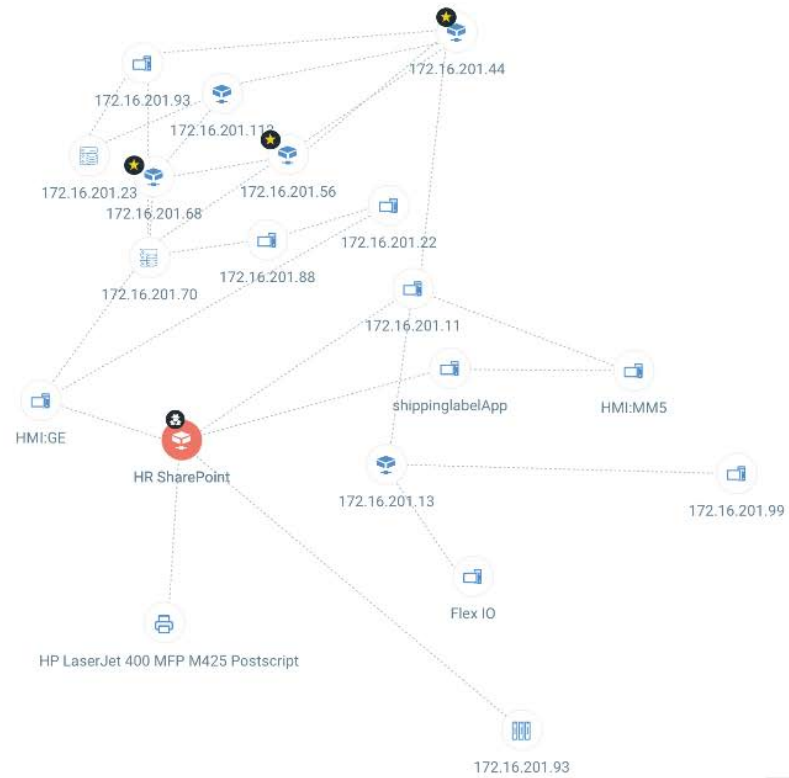 172.16.201.44
172.16.201.93
172.16.201.112
172.16.201.23
172.16.201.56
172.16.201.68
172.16.201.22
172.16.201.88
172.16.201.70
172.16.201.11
shippinglabelApp
HMI:MM5
HMI:GE
HR SharePoint
172.16.201.13
172.16.201.99
Flex IO
HP LaserJet 400 MFP M425 Postscript
172.16.201.93